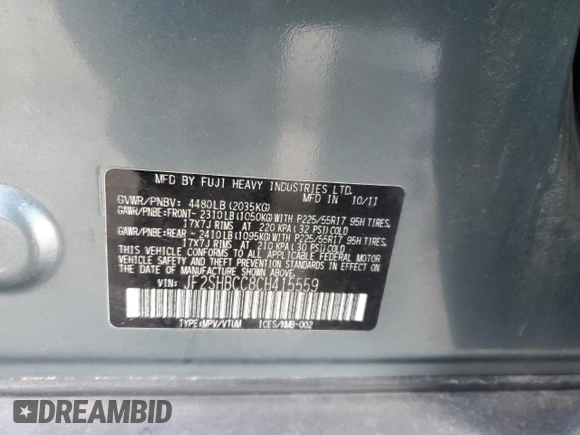 MFD BY FUJI HEAVY INDUSTRIES LTD.
MFD IN 10/11
GVWR/PNBV: 4480LB (2035KG)
GAWR/PNBE:FRONT- 2310LB(1050KG)WITH P225/55R17 95H TIRES,
17X7J RIMS AT 220 KPA( 32 PSI)COLD
GAWR/PNBE:REAR - 2410LB(1095KG)WITH P225/55R17 95H TIRES,
17X7J RIMS AT 210 KPA( 30 PSI)COLD
THIS VEHICLE CONFORMS TO ALL APPLICABLE FEDERAL
MOTOR VEHICLE SAFETY STANDARDS IN EFFECT ON THE
DATE OF MANUFACTURE SHOWN ABOVE.
VIN: JF2SHBCC8CH415559
TYPE:MPV/VTUM ICES/NMB-002
DREAMBID